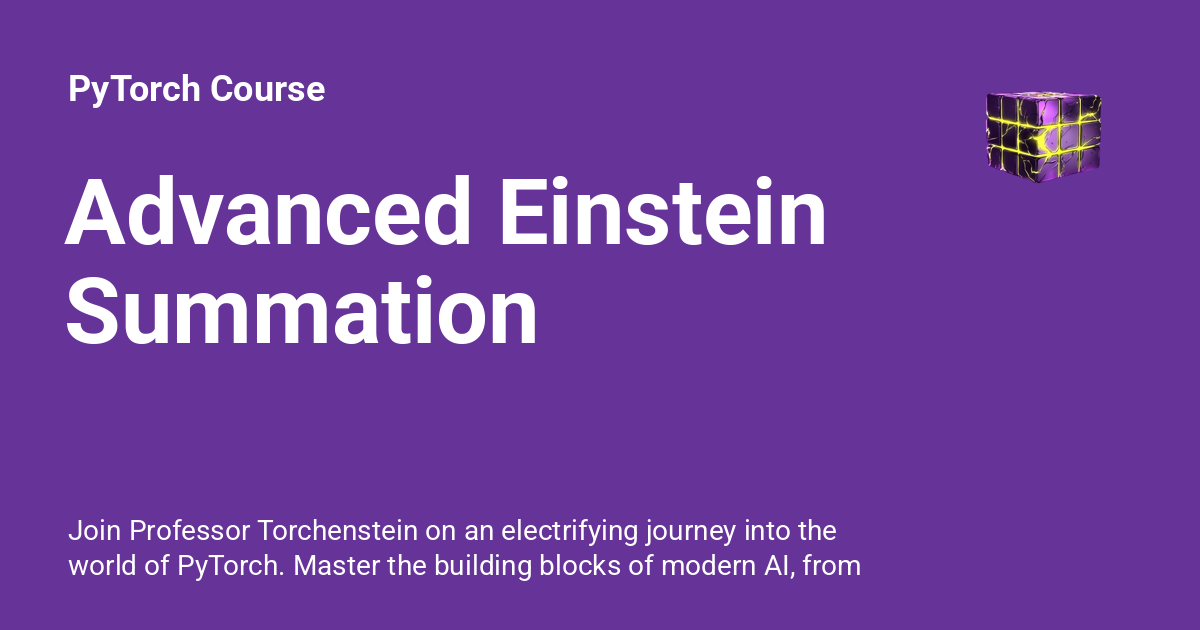 PyTorch Course
Advanced Einstein
Summation
Join Professor Torchenstein on an electrifying journey into the
world of PyTorch. Master the building blocks of modern AI, from